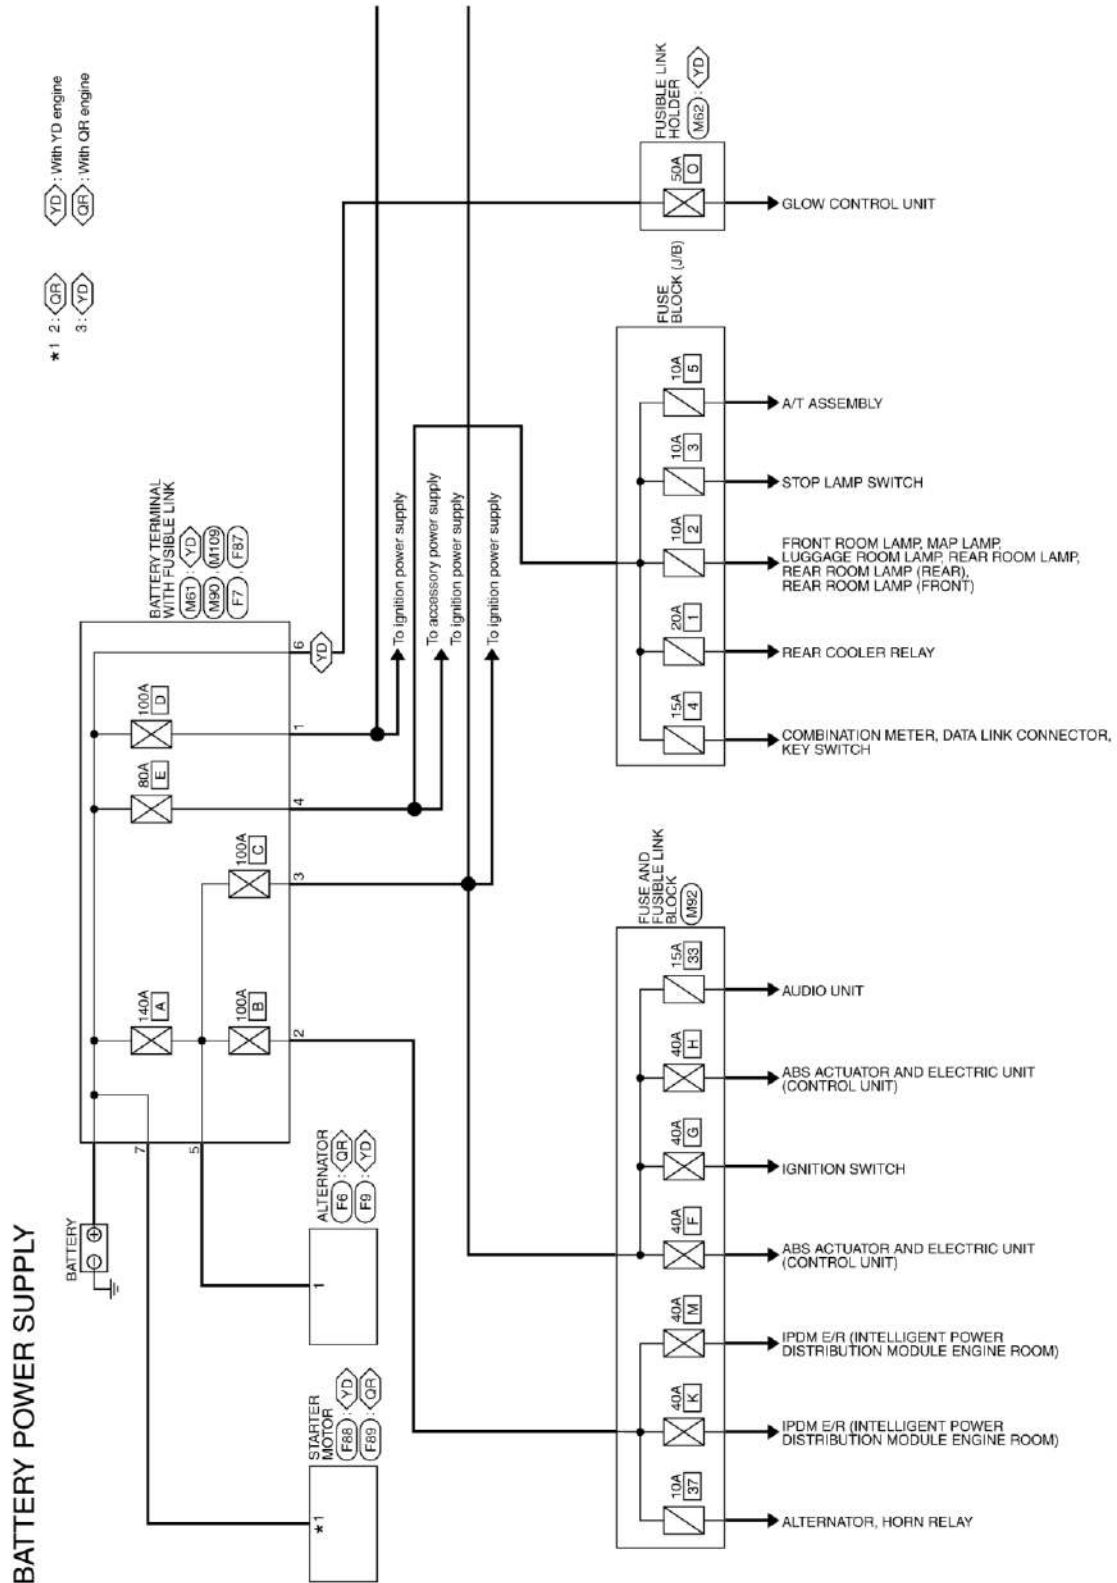 BATTERY POWER SUPPLY
*1 2 : QR
3 : YD
YD : With YD engine
QR : With QR engine
BATTERY
BATTERY TERMINAL
WITH FUSIBLE LINK
M61 : YD
M90 , M109
F7 , F87
7
5
140A
A
100A
B
2
100A
C
3
80A
E
4
100A
D
1
6
YD
To ignition power supply
To accessory power supply
To ignition power supply
To ignition power supply
STARTER
MOTOR
F88 : YD
F89 : QR
*1
ALTERNATOR
F6 : QR
F9 : YD
1
FUSE AND
FUSIBLE LINK
BLOCK
M92
10A
37
40A
K
40A
M
40A
F
40A
G
40A
H
15A
33
ALTERNATOR, HORN RELAY
IPDM E/R (INTELLIGENT POWER
DISTRIBUTION MODULE ENGINE ROOM)
IPDM E/R (INTELLIGENT POWER
DISTRIBUTION MODULE ENGINE ROOM)
ABS ACTUATOR AND ELECTRIC UNIT
(CONTROL UNIT)
IGNITION SWITCH
ABS ACTUATOR AND ELECTRIC UNIT
(CONTROL UNIT)
AUDIO UNIT
FUSE
BLOCK (J/B)
15A
4
20A
1
10A
2
10A
3
10A
5
COMBINATION METER, DATA LINK CONNECTOR,
KEY SWITCH
REAR COOLER RELAY
FRONT ROOM LAMP, MAP LAMP,
LUGGAGE ROOM LAMP, REAR ROOM LAMP,
REAR ROOM LAMP (REAR),
REAR ROOM LAMP (FRONT)
STOP LAMP SWITCH
A/T ASSEMBLY
FUSIBLE LINK
HOLDER
M62 : YD
50A
O
GLOW CONTROL UNIT